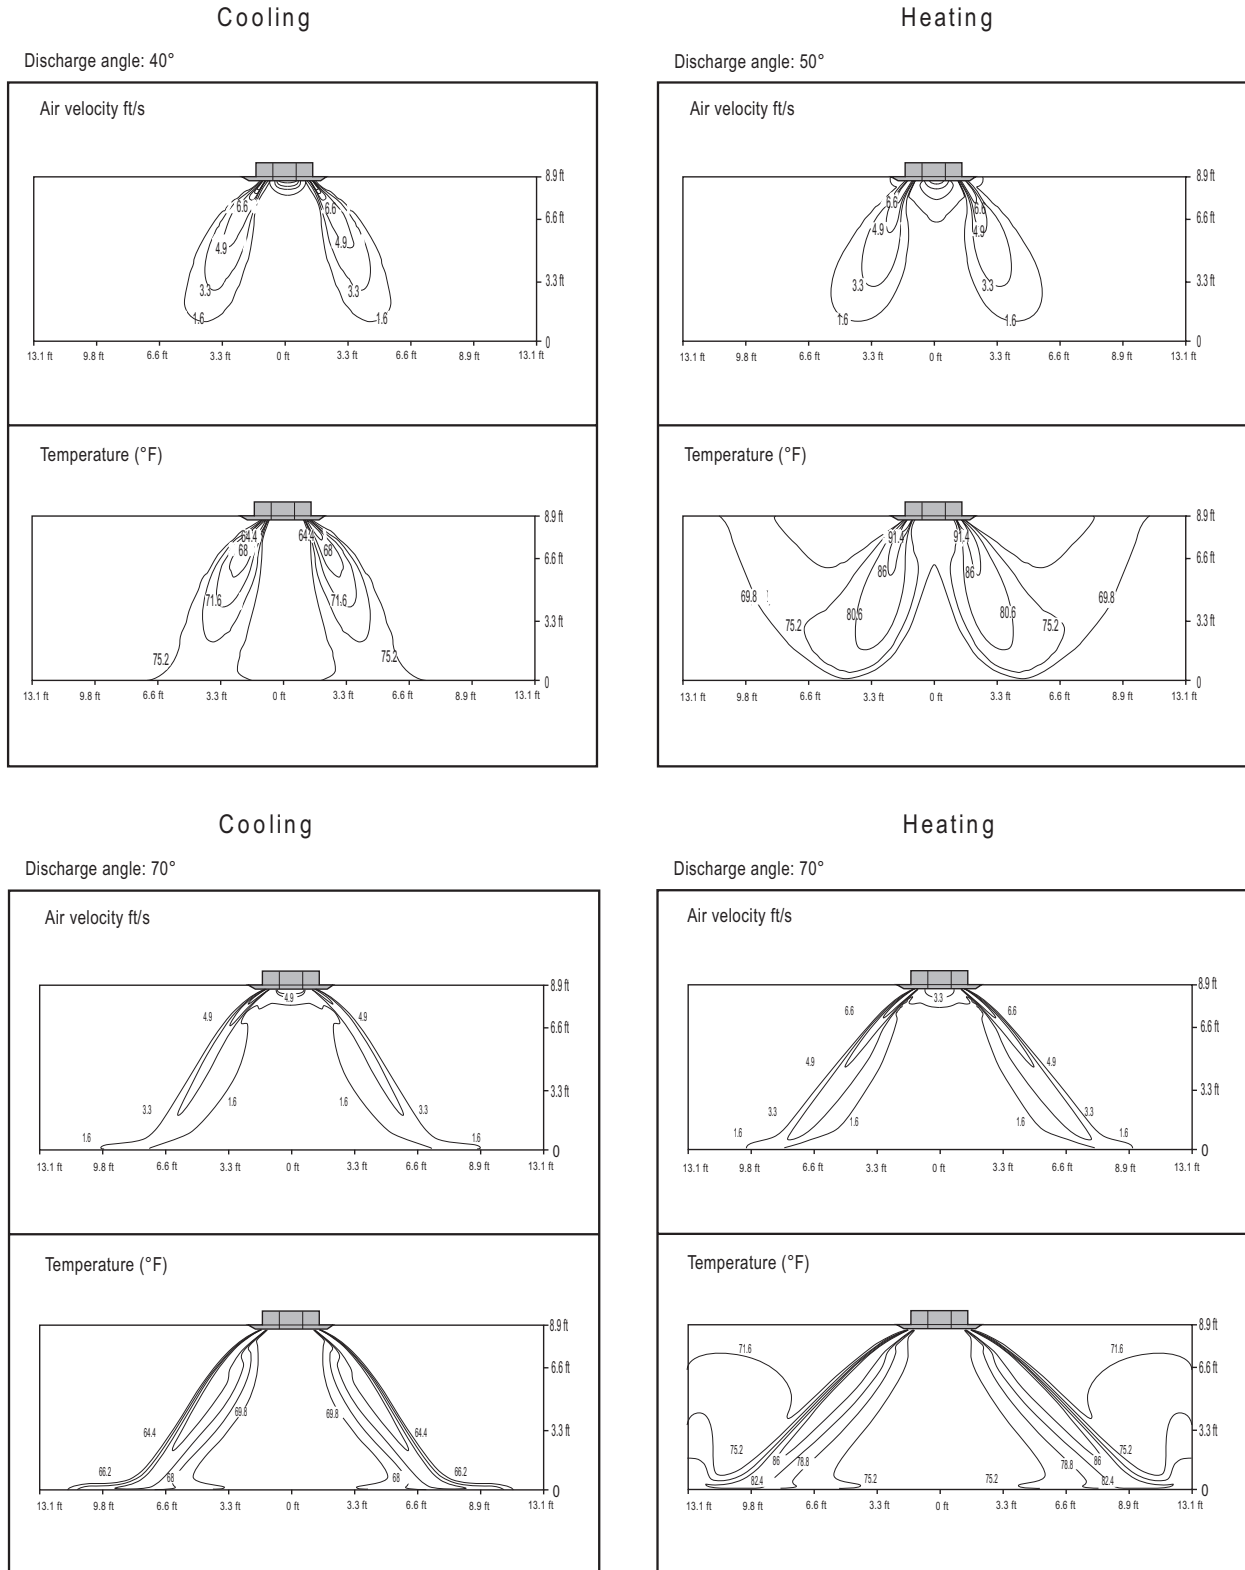 Cooling
Discharge angle: 40°
Air velocity ft/s
6.6
6.6
4.9
4.9
3.3
3.3
1.6
1.6
8.9 ft
6.6 ft
3.3 ft
0
13.1 ft 9.8 ft 6.6 ft 3.3 ft 0 ft 3.3 ft 6.6 ft 8.9 ft 13.1 ft
Temperature (°F)
64.4
64.4
68
68
71.6
71.6
75.2
75.2
8.9 ft
6.6 ft
3.3 ft
0
13.1 ft 9.8 ft 6.6 ft 3.3 ft 0 ft 3.3 ft 6.6 ft 8.9 ft 13.1 ft
Heating
Discharge angle: 50°
Air velocity ft/s
6.6
6.6
4.9
4.9
3.3
3.3
1.6
1.6
8.9 ft
6.6 ft
3.3 ft
0
13.1 ft 9.8 ft 6.6 ft 3.3 ft 0 ft 3.3 ft 6.6 ft 8.9 ft 13.1 ft
Temperature (°F)
91.4
91.4
86
86
69.8
69.8
80.6
80.6
75.2
75.2
8.9 ft
6.6 ft
3.3 ft
0
13.1 ft 9.8 ft 6.6 ft 3.3 ft 0 ft 3.3 ft 6.6 ft 8.9 ft 13.1 ft
Cooling
Discharge angle: 70°
Air velocity ft/s
4.9
4.9
4.9
1.6
1.6
3.3
3.3
1.6
1.6
8.9 ft
6.6 ft
3.3 ft
0
13.1 ft 9.8 ft 6.6 ft 3.3 ft 0 ft 3.3 ft 6.6 ft 8.9 ft 13.1 ft
Temperature (°F)
69.8
69.8
64.4
64.4
66.2
68
68
66.2
8.9 ft
6.6 ft
3.3 ft
0
13.1 ft 9.8 ft 6.6 ft 3.3 ft 0 ft 3.3 ft 6.6 ft 8.9 ft 13.1 ft
Heating
Discharge angle: 70°
Air velocity ft/s
3.3
6.6
6.6
4.9
4.9
3.3
3.3
1.6
1.6
1.6
1.6
8.9 ft
6.6 ft
3.3 ft
0
13.1 ft 9.8 ft 6.6 ft 3.3 ft 0 ft 3.3 ft 6.6 ft 8.9 ft 13.1 ft
Temperature (°F)
71.6
71.6
75.2
75.2
86
78.8
78.8
86
82.4
75.2
75.2
82.4
8.9 ft
6.6 ft
3.3 ft
0
13.1 ft 9.8 ft 6.6 ft 3.3 ft 0 ft 3.3 ft 6.6 ft 8.9 ft 13.1 ft